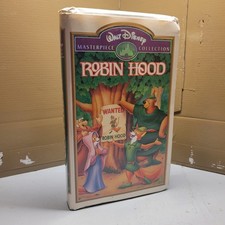 Walt Disney
MASTERPIECE COLLECTION
ROBIN HOOD
WANTED
ROBIN HOOD